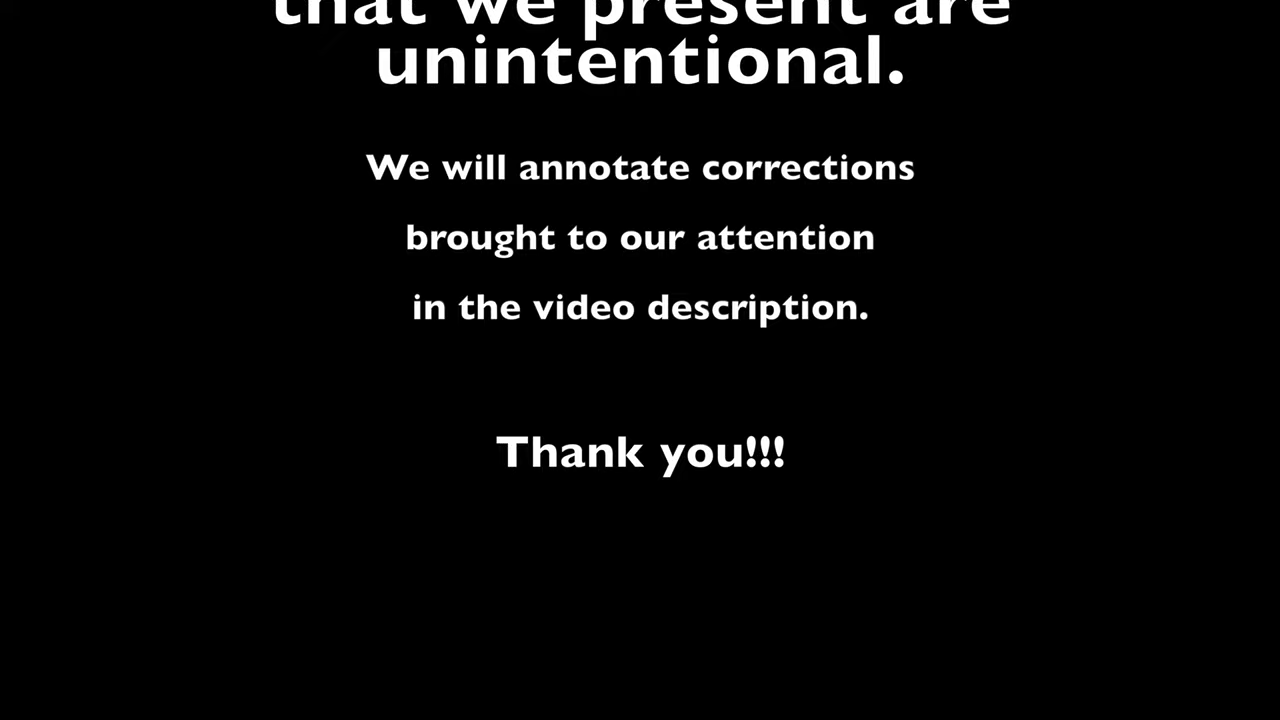 that we present are
unintentional.
We will annotate corrections
brought to our attention
in the video description.
Thank you!!!